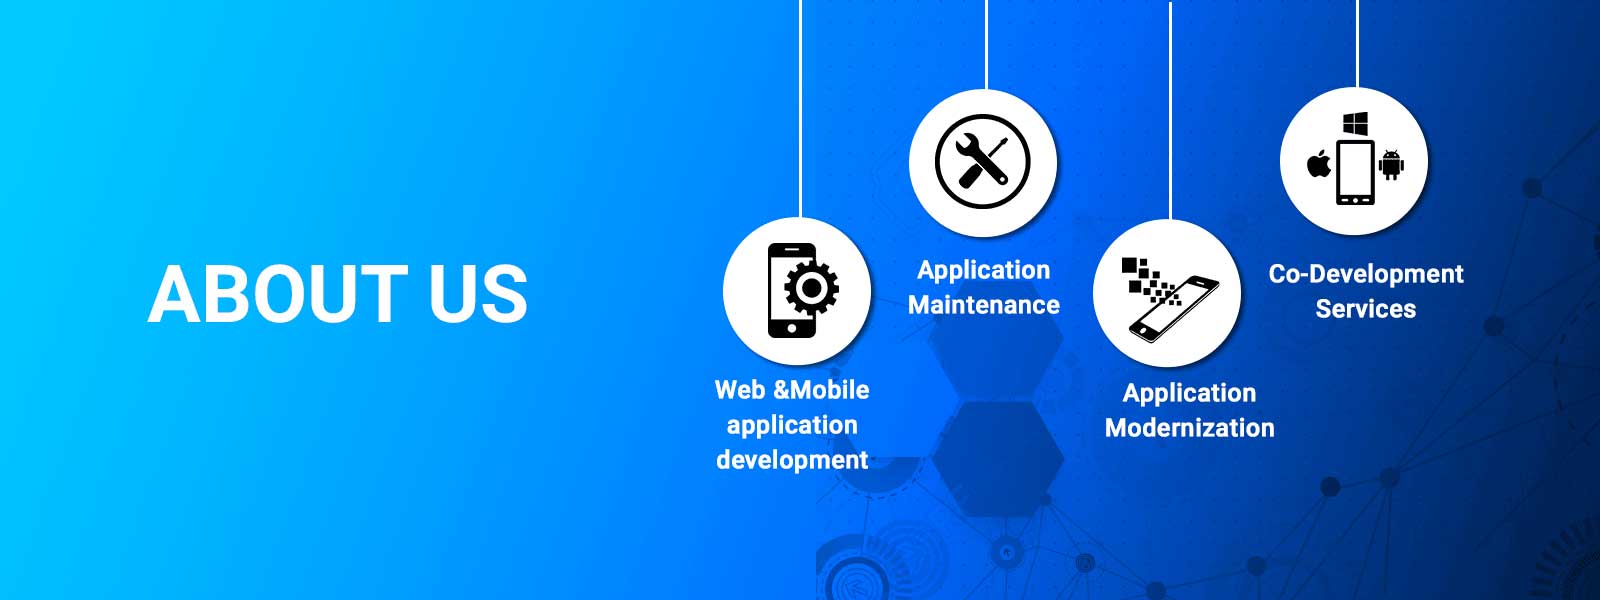 ABOUT US
Web &Mobile
application
development
Application
Maintenance
Application
Modernization
Co-Development
Services